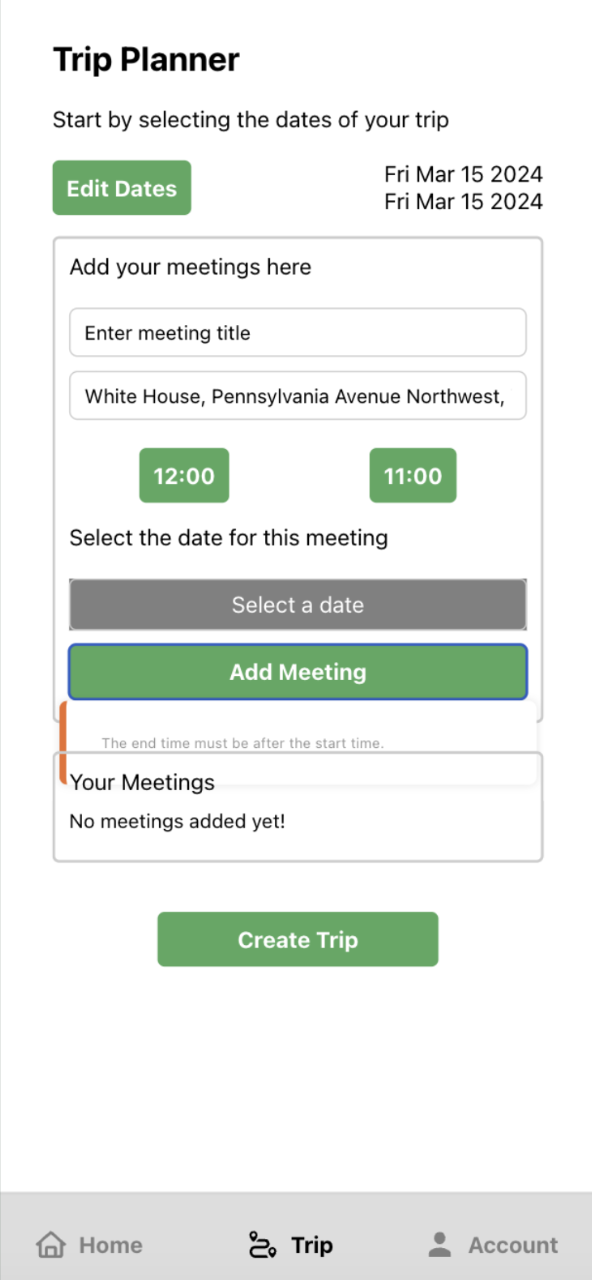 Trip Planner
Start by selecting the dates of your trip
Edit Dates
Fri Mar 15 2024
Fri Mar 15 2024
Add your meetings here
Enter meeting title
White House, Pennsylvania Avenue Northwest,
12:00
11:00
Select the date for this meeting
Select a date
Add Meeting
The end time must be after the start time.
Your Meetings
No meetings added yet!
Create Trip
Home
Trip
Account